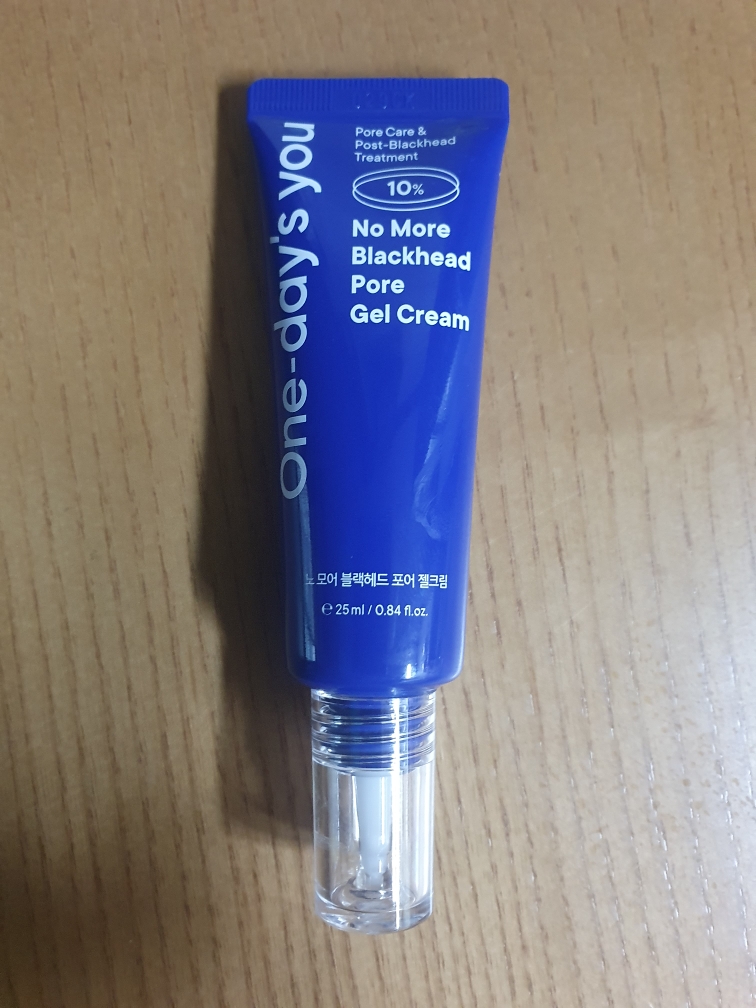 One-day's you
Pore Care &
Post-Blackhead
Treatment
10%
No More
Blackhead
Pore
Gel Cream
노 모어 블랙헤드 포어 젤크림
℮ 25 ml / 0.84 fl.oz.